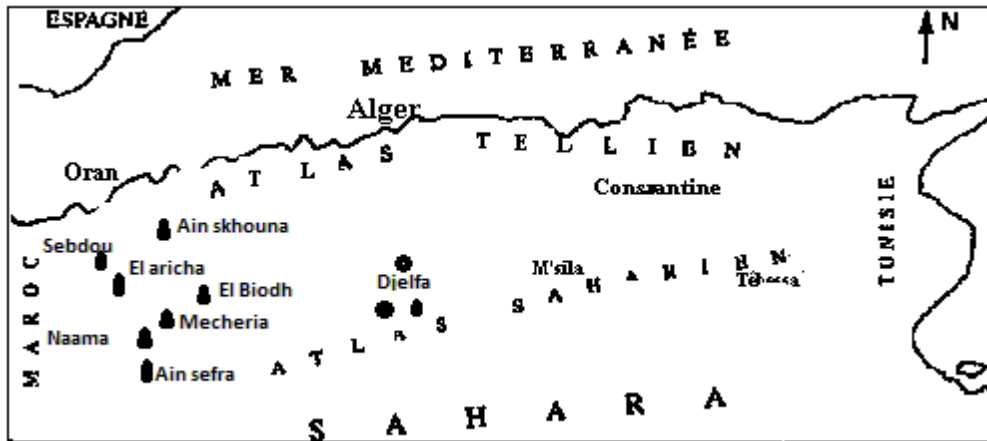 ESPAGNE
N
MER MEDITERRANÉE
Alger
ATLAS TELLIEN
Oran
Constantine
Ain skhouna
Sebdou
El aricha
El Biodh
Djelfa
M'sila
Mecheria
Naama
Ain sefra
ATLAS SAHARIEN
MAROC
TUNISIE
SAHARA